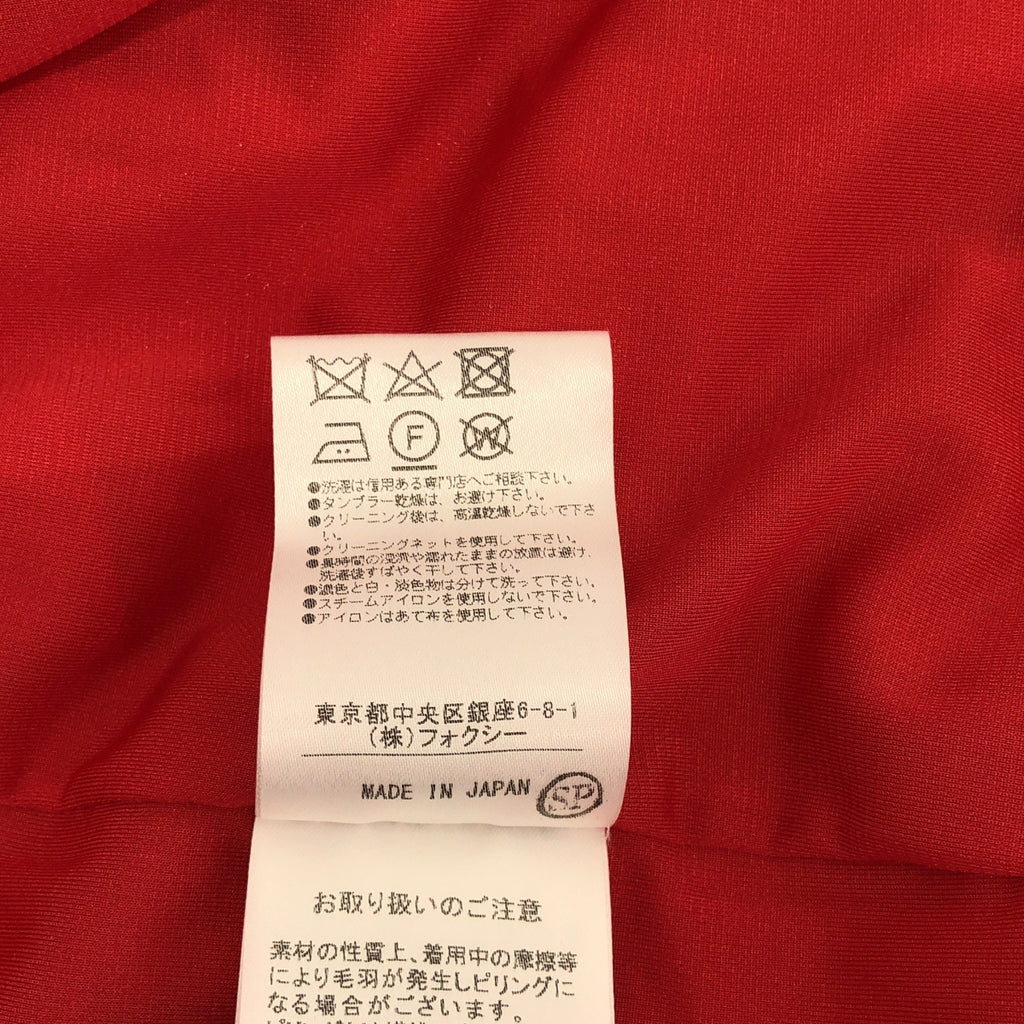 F W
●洗濯は信用ある専門店へご相談下さい。
●タンブラー乾燥は、お避け下さい。
●クリーニング後は、高温乾燥しないで下さ
い。
●クリーニングネットを使用して下さい。
●長時間の浸漬や濡れたままの放置は避け、
洗濯後すばやく干して下さい。
●濃色と白・淡色物は分けて洗って下さい。
●スチームアイロンを使用しないで下さい。
●アイロンはあて布を使用して下さい。
東京都中央区銀座6-8-1
(株)フォクシー
MADE IN JAPAN SP
お取り扱いのご注意
素材の性質上、着用中の摩擦等
により毛羽が発生しピリングに
なる場合がございます。